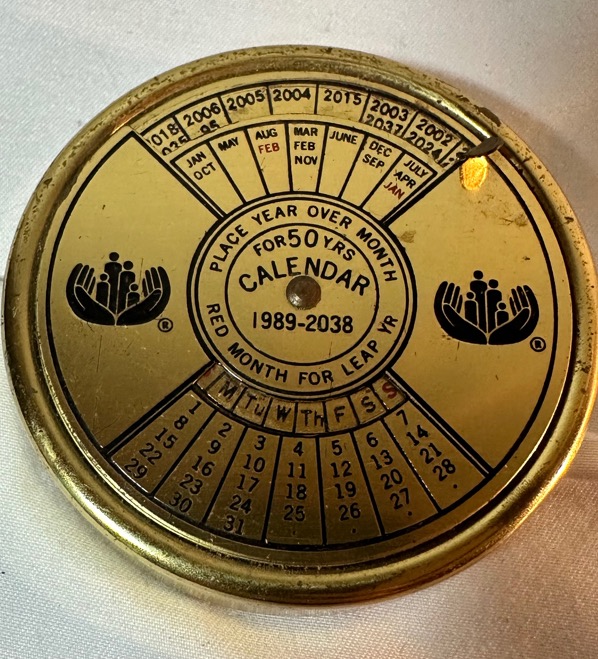 018 2006 2005 2004 2015 2003 2002
95 2037 2024
JAN MAY AUG MAR JUNE DEC JULY
OCT FEB FEB SEP APR
NOV JAN
PLACE YEAR OVER MONTH
FOR 50 YRS
CALENDAR
1989-2038
RED MONTH FOR LEAP YR
® ®
M Tu W Th F S S
1 2 3 4 5 6 7
8 9 10 11 12 13 14
15 16 17 18 19 20 21
22 23 24 25 26 27 28
29 30 31